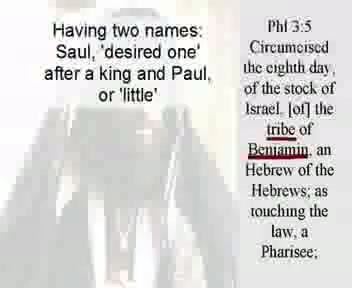 Having two names:
Saul, 'desired one'
after a king and Paul,
or 'little'
Phl 3:5
Circumcised
the eighth day,
of the stock of
Israel, [of] the
tribe of
Benjamin, an
Hebrew of the
Hebrews; as
touching the
law, a
Pharisee;